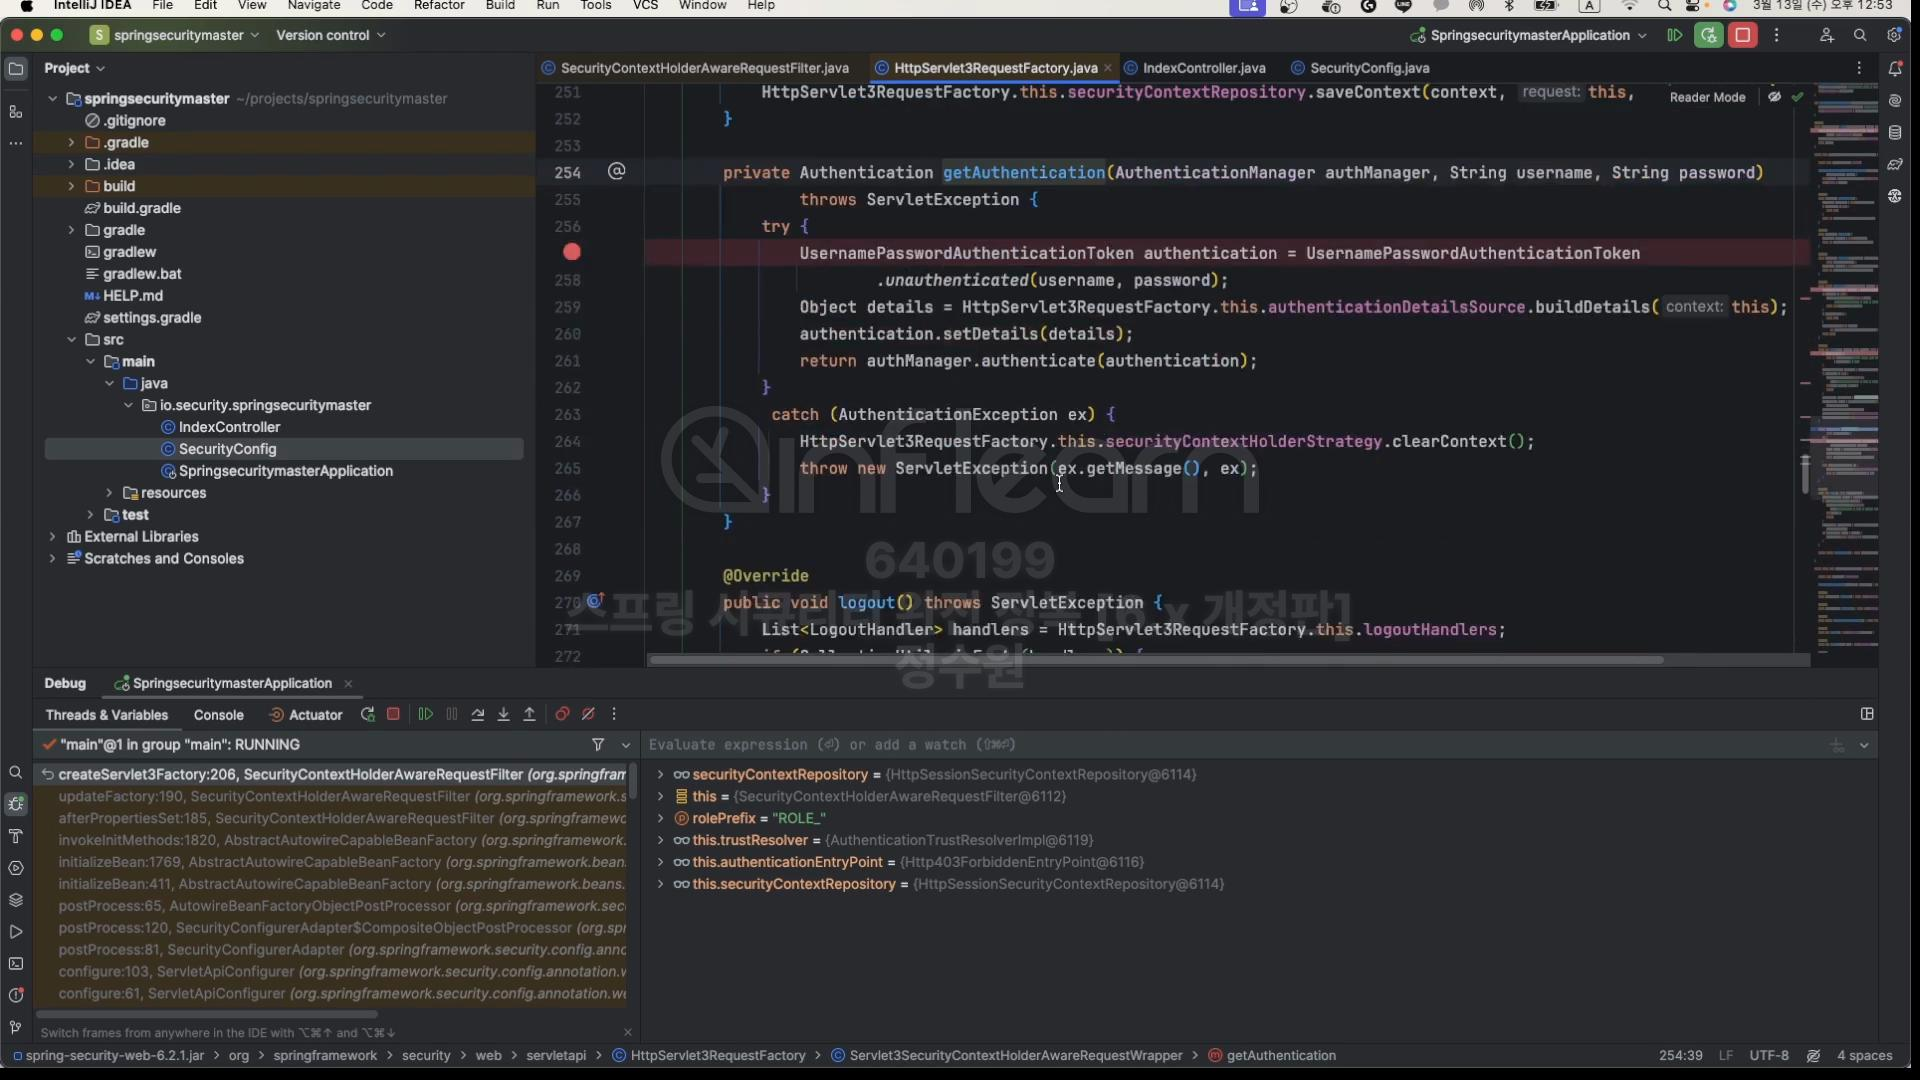 IntelliJ IDEA File Edit View Navigate Code Refactor Build Run Tools VCS Window Help A 3월 13일 (수) 오후 12:53
S springsecuritymaster Version control SpringsecuritymasterApplication
Project
SecurityContextHolderAwareRequestFilter.java HttpServlet3RequestFactory.java IndexController.java SecurityConfig.java
springsecuritymaster ~/projects/springsecuritymaster
.gitignore
.gradle
.idea
build
build.gradle
gradle
gradlew
gradlew.bat
M↓ HELP.md
settings.gradle
src
main
java
io.security.springsecuritymaster
IndexController
SecurityConfig
SpringsecuritymasterApplication
resources
test
External Libraries
Scratches and Consoles
Reader Mode
251 HttpServlet3RequestFactory.this.securityContextRepository.saveContext(context, request: this,
252 }
253
254 @ private Authentication getAuthentication(AuthenticationManager authManager, String username, String password)
255 throws ServletException {
256 try {
UsernamePasswordAuthenticationToken authentication = UsernamePasswordAuthenticationToken
258 .unauthenticated(username, password);
259 Object details = HttpServlet3RequestFactory.this.authenticationDetailsSource.buildDetails( context: this);
260 authentication.setDetails(details);
261 return authManager.authenticate(authentication);
262 }
263 catch (AuthenticationException ex) {
264 HttpServlet3RequestFactory.this.securityContextHolderStrategy.clearContext();
265 throw new ServletException(ex.getMessage(), ex);
266 }
267 }
268
269 @Override
270 public void logout() throws ServletException {
271 List<LogoutHandler> handlers = HttpServlet3RequestFactory.this.logoutHandlers;
272
inflearn
640199
스프링 시큐리티 완전 정복 [6.x 개정판]
정수원
Debug SpringsecuritymasterApplication
Threads & Variables Console Actuator
"main"@1 in group "main": RUNNING
createServlet3Factory:206, SecurityContextHolderAwareRequestFilter (org.springfram
updateFactory:190, SecurityContextHolderAwareRequestFilter (org.springframework.s
afterPropertiesSet:185, SecurityContextHolderAwareRequestFilter (org.springframewo
invokeInitMethods:1820, AbstractAutowireCapableBeanFactory (org.springframework
initializeBean:1769, AbstractAutowireCapableBeanFactory (org.springframework.bean
initializeBean:411, AbstractAutowireCapableBeanFactory (org.springframework.beans.
postProcess:65, AutowireBeanFactoryObjectPostProcessor (org.springframework.sec
postProcess:120, SecurityConfigurerAdapter$CompositeObjectPostProcessor (org.spr
postProcess:81, SecurityConfigurerAdapter (org.springframework.security.config.anno
configure:103, ServletApiConfigurer (org.springframework.security.config.annotation.w
configure:61, ServletApiConfigurer (org.springframework.security.config.annotation.we
Switch frames from anywhere in the IDE with ⌥⌘↑ and ⌥⌘↓
Evaluate expression (⏎) or add a watch (⇧⌘⏎)
securityContextRepository = {HttpSessionSecurityContextRepository@6114}
this = {SecurityContextHolderAwareRequestFilter@6112}
rolePrefix = "ROLE_"
this.trustResolver = {AuthenticationTrustResolverImpl@6119}
this.authenticationEntryPoint = {Http403ForbiddenEntryPoint@6116}
this.securityContextRepository = {HttpSessionSecurityContextRepository@6114}
spring-security-web-6.2.1.jar > org > springframework > security > web > servletapi > HttpServlet3RequestFactory > Servlet3SecurityContextHolderAwareRequestWrapper > getAuthentication 254:39 LF UTF-8 4 spaces